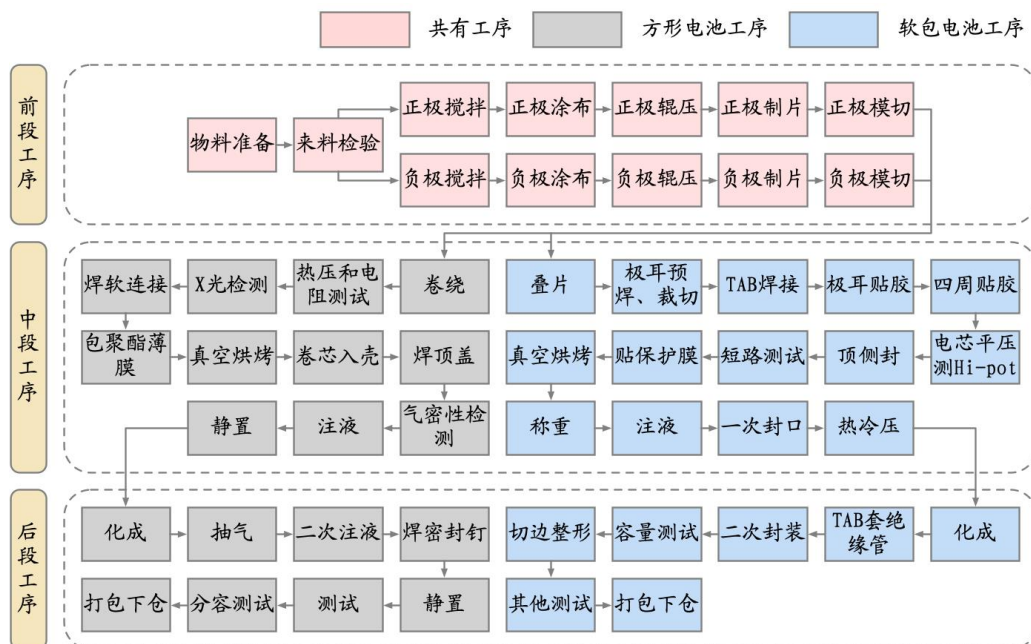 共有工序
方形电池工序
软包电池工序
前段工序
物料准备
来料检验
正极搅拌
正极涂布
正极辊压
正极制片
正极模切
负极搅拌
负极涂布
负极辊压
负极制片
负极模切
中段工序
焊软连接
X光检测
热压和电
阻测试
卷绕
叠片
极耳预
焊、裁切
TAB焊接
极耳贴胶
四周贴胶
包聚酯薄
膜
真空烘烤
卷芯入壳
焊顶盖
真空烘烤
贴保护膜
短路测试
顶侧封
电芯平压
测Hi-pot
静置
注液
气密性检
测
称重
注液
一次封口
热冷压
后段工序
化成
抽气
二次注液
焊密封钉
切边整形
容量测试
二次封装
TAB套绝
缘管
化成
打包下仓
分容测试
测试
静置
其他测试
打包下仓